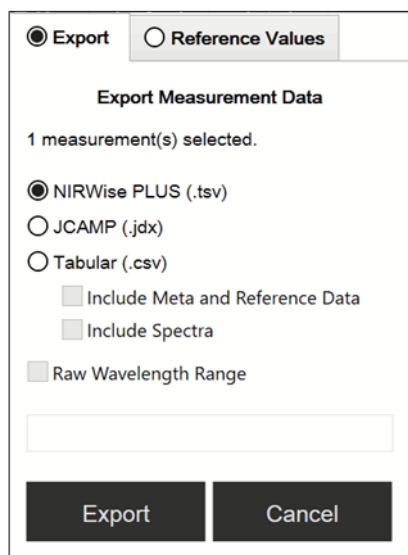 Export
Reference Values
Export Measurement Data
1 measurement(s) selected.
NIRWise PLUS (.tsv)
JCAMP (.jdx)
Tabular (.csv)
Include Meta and Reference Data
Include Spectra
Raw Wavelength Range
Export
Cancel